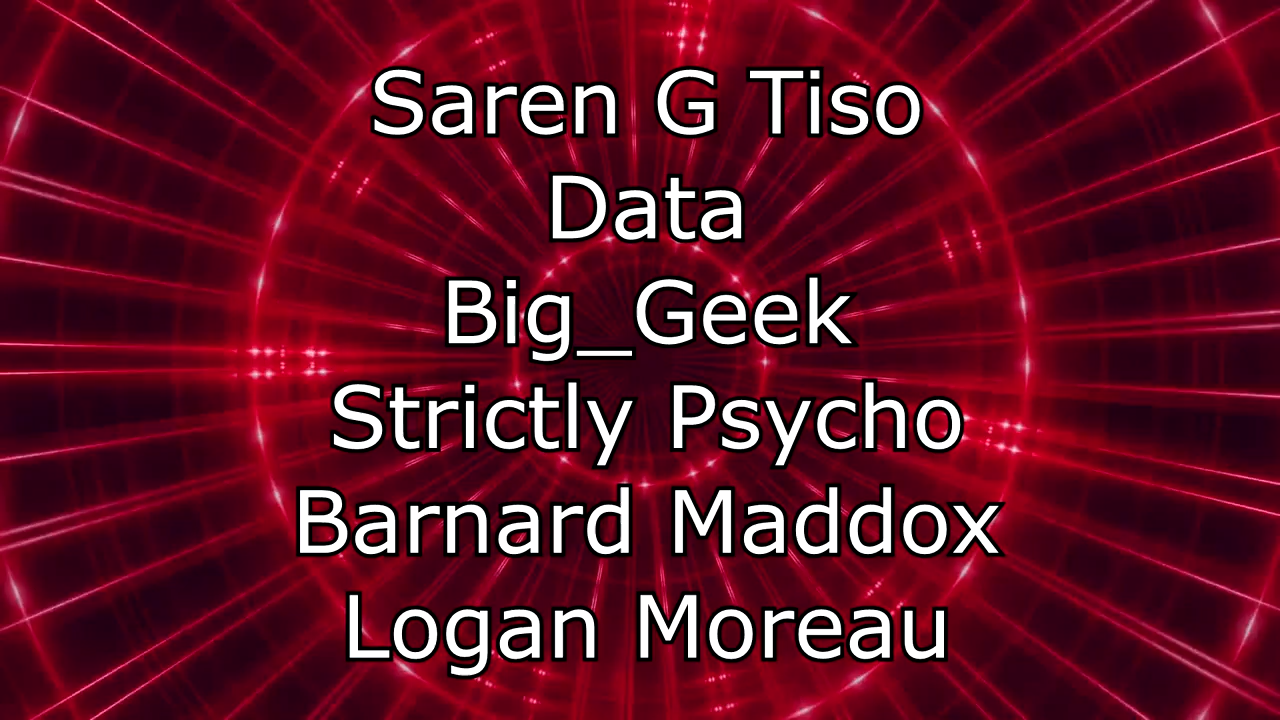 Saren G Tiso
Data
Big_Geek
Strictly Psycho
Barnard Maddox
Logan Moreau